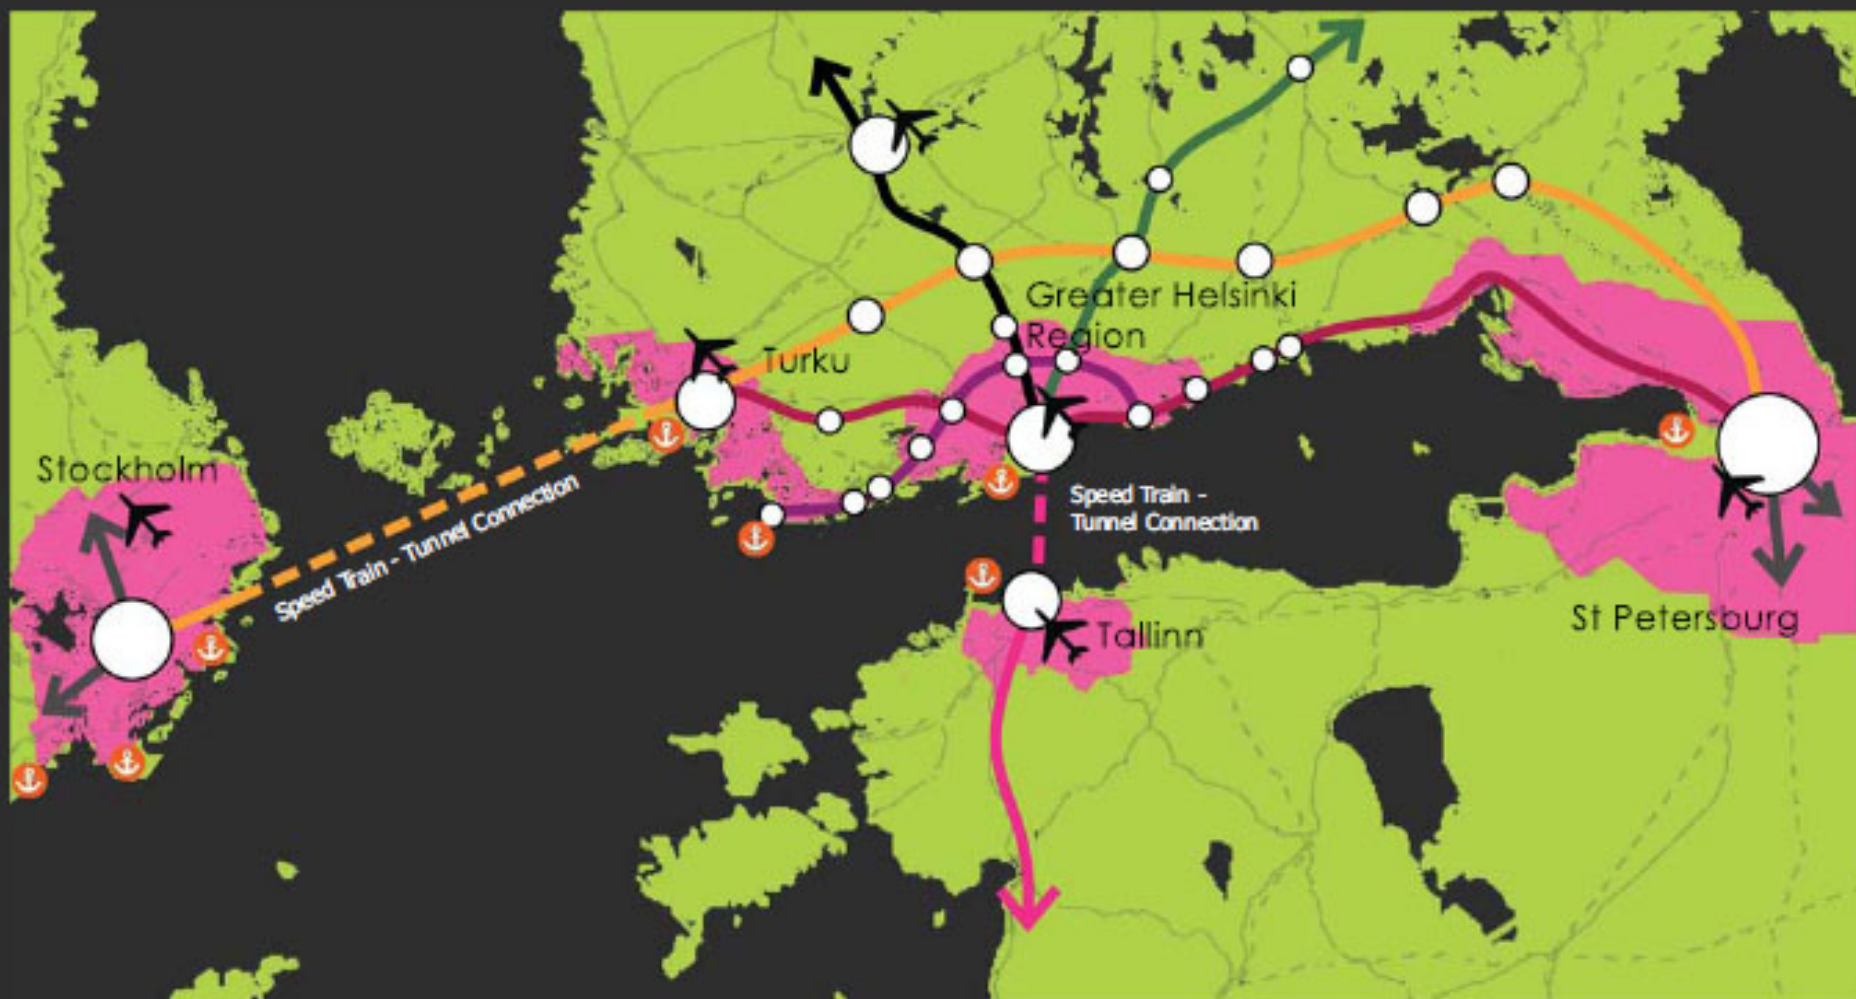 Greater Helsinki
Region
Turku
Stockholm
Speed Train - Tunnel Connection
Speed Train -
Tunnel Connection
St Petersburg
Tallinn